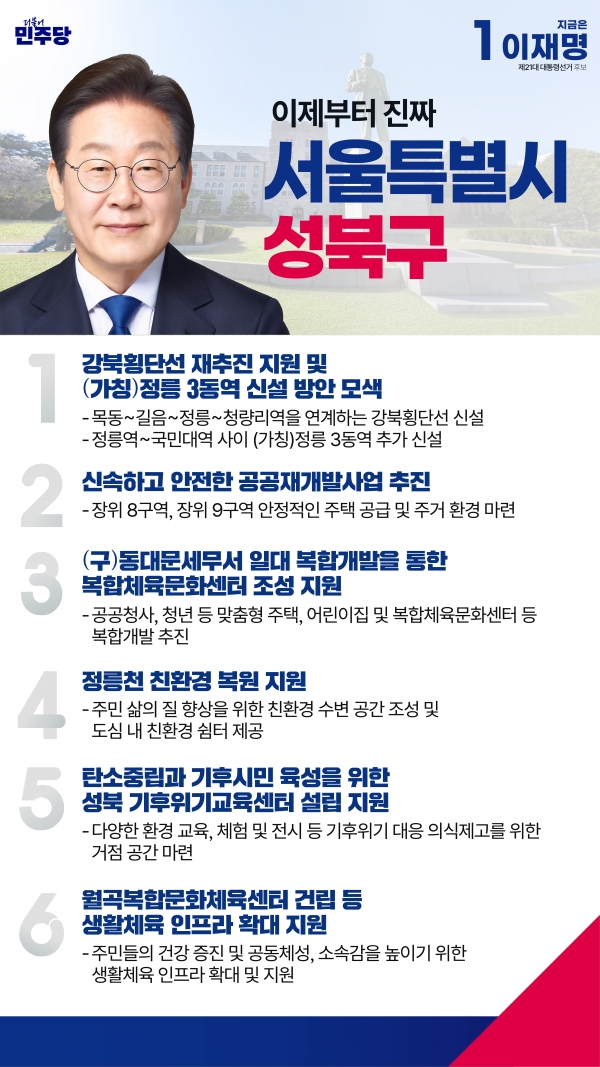 더불어
민주당
지금은
1 이재명
제21대 대통령선거 후보
이제부터 진짜
서울특별시
성북구
1
강북횡단선 재추진 지원 및
(가칭)정릉 3동역 신설 방안 모색
- 목동~길음~정릉~청량리역을 연계하는 강북횡단선 신설
- 정릉역~국민대역 사이 (가칭)정릉 3동역 추가 신설
2
신속하고 안전한 공공재개발사업 추진
- 장위 8구역, 장위 9구역 안정적인 주택 공급 및 주거 환경 마련
3
(구)동대문세무서 일대 복합개발을 통한
복합체육문화센터 조성 지원
- 공공청사, 청년 등 맞춤형 주택, 어린이집 및 복합체육문화센터 등
복합개발 추진
4
정릉천 친환경 복원 지원
- 주민 삶의 질 향상을 위한 친환경 수변 공간 조성 및
도심 내 친환경 쉼터 제공
5
탄소중립과 기후시민 육성을 위한
성북 기후위기교육센터 설립 지원
- 다양한 환경 교육, 체험 및 전시 등 기후위기 대응 의식제고를 위한
거점 공간 마련
6
월곡복합문화체육센터 건립 등
생활체육 인프라 확대 지원
- 주민들의 건강 증진 및 공동체성, 소속감을 높이기 위한
생활체육 인프라 확대 및 지원